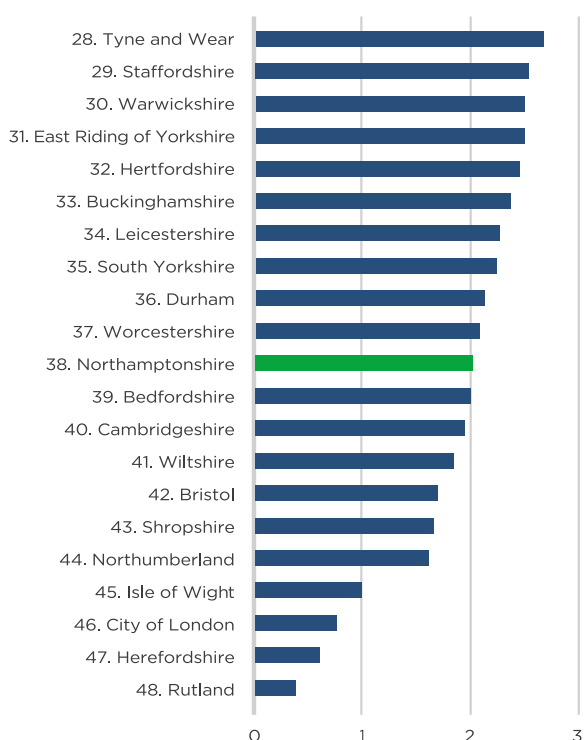 28. Tyne and Wear
29. Staffordshire
30. Warwickshire
31. East Riding of Yorkshire
32. Hertfordshire
33. Buckinghamshire
34. Leicestershire
35. South Yorkshire
36. Durham
37. Worcestershire
38. Northamptonshire
39. Bedfordshire
40. Cambridgeshire
41. Wiltshire
42. Bristol
43. Shropshire
44. Northumberland
45. Isle of Wight
46. City of London
47. Herefordshire
48. Rutland
0 1 2 3